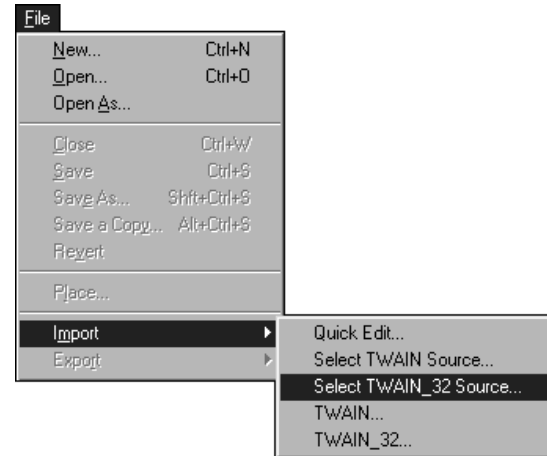 File
New... Ctrl+N
Open... Ctrl+O
Open As...
Close Ctrl+W
Save Ctrl+S
Save As... Shft+Ctrl+S
Save a Copy... Alt+Ctrl+S
Revert
Place...
Import
Export
Quick Edit...
Select TWAIN Source...
Select TWAIN_32 Source...
TWAIN...
TWAIN_32...